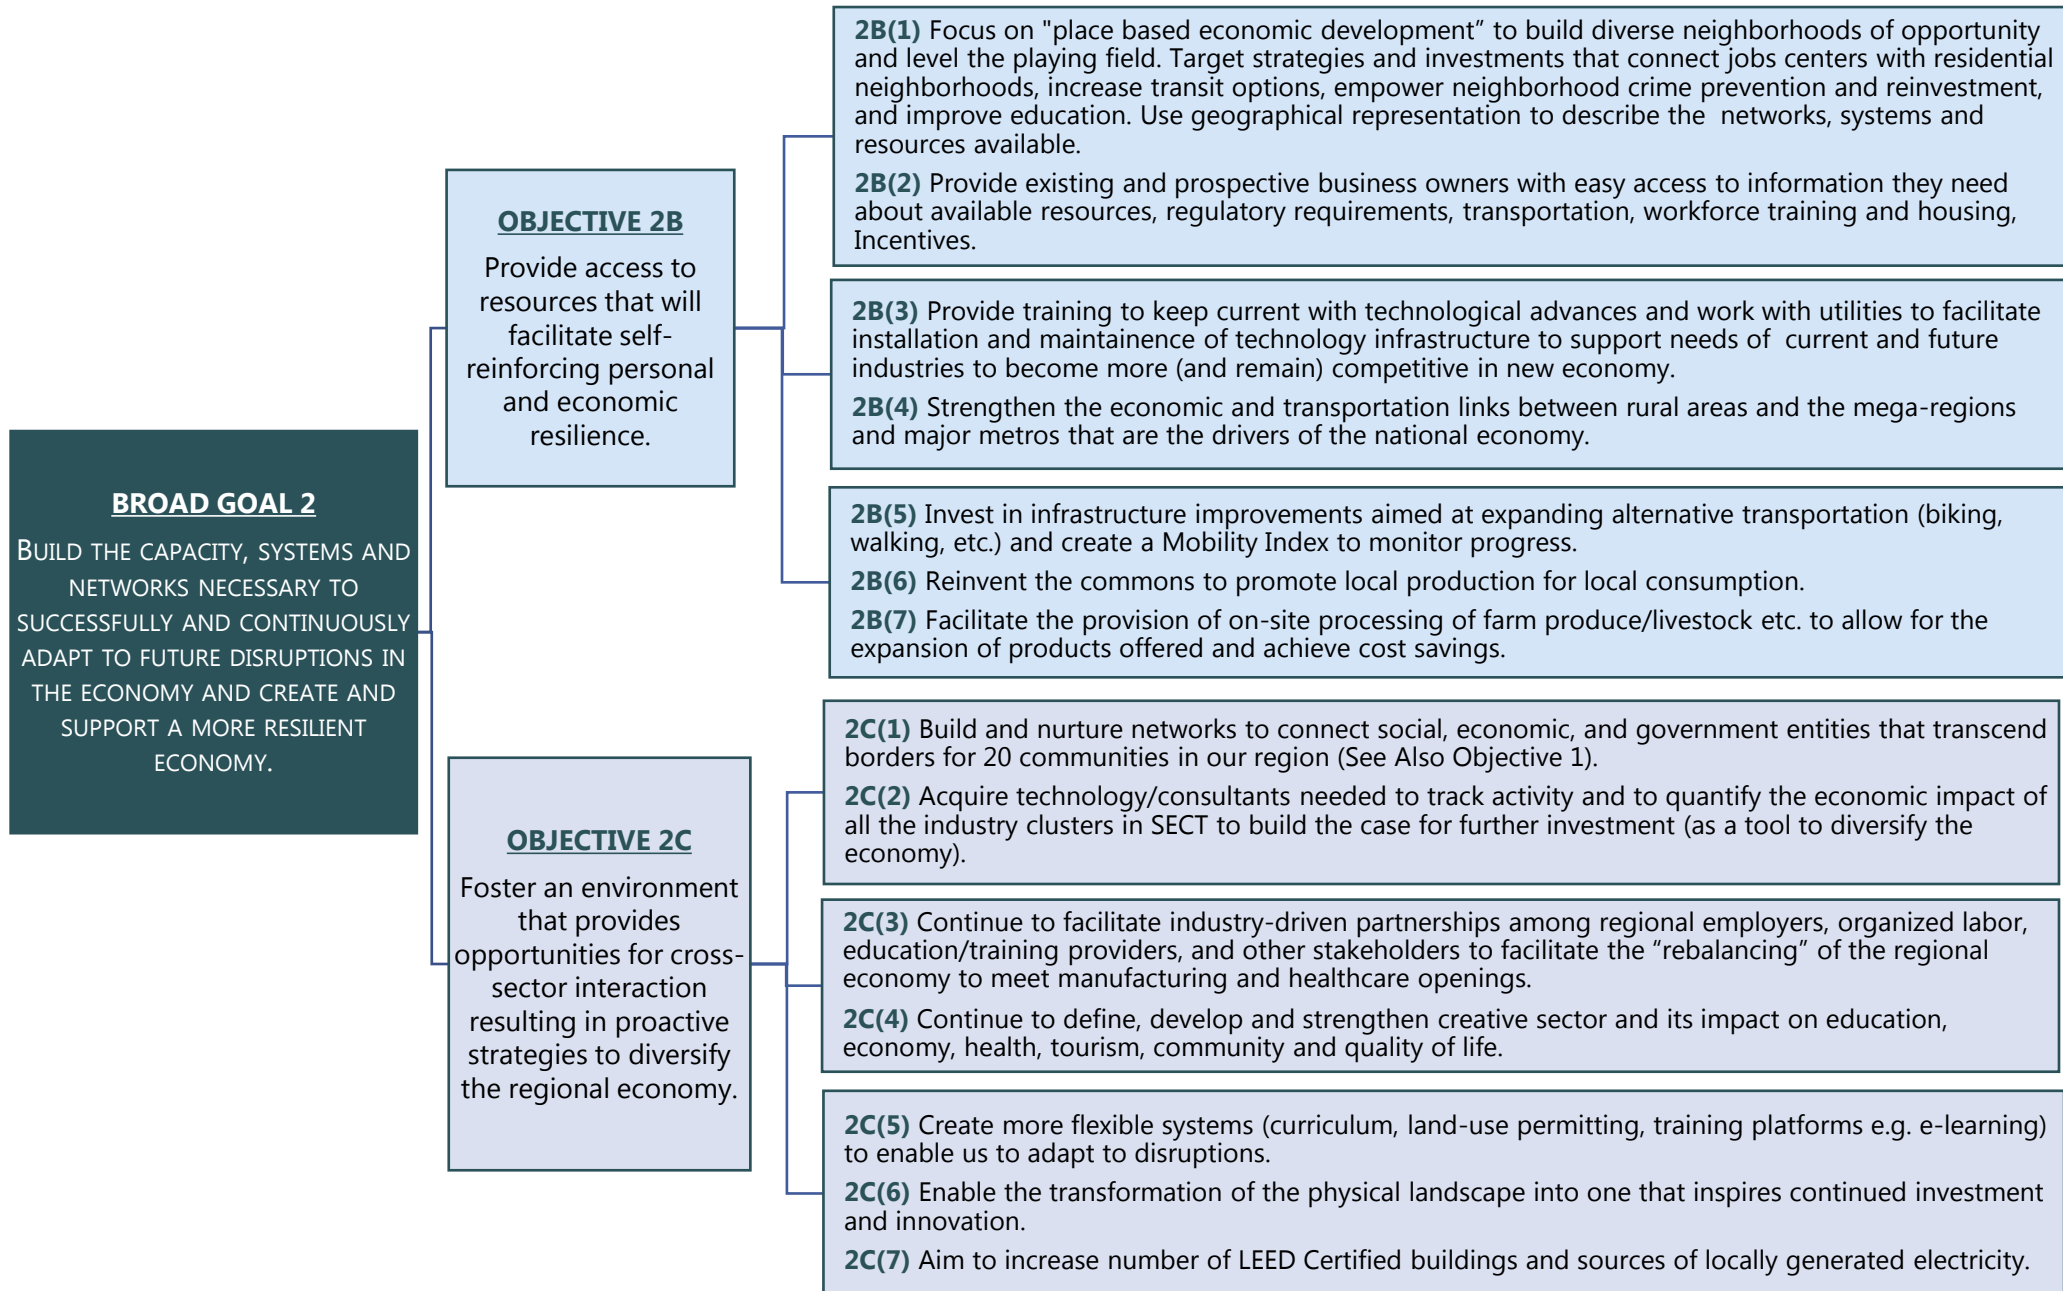 BROAD GOAL 2
BUILD THE CAPACITY, SYSTEMS AND
NETWORKS NECESSARY TO
SUCCESSFULLY AND CONTINUOUSLY
ADAPT TO FUTURE DISRUPTIONS IN
THE ECONOMY AND CREATE AND
SUPPORT A MORE RESILIENT
ECONOMY.
OBJECTIVE 2B
Provide access to
resources that will
facilitate self-
reinforcing personal
and economic
resilience.
2B(1) Focus on "place based economic development” to build diverse neighborhoods of opportunity
and level the playing field. Target strategies and investments that connect jobs centers with residential
neighborhoods, increase transit options, empower neighborhood crime prevention and reinvestment,
and improve education. Use geographical representation to describe the networks, systems and
resources available.
2B(2) Provide existing and prospective business owners with easy access to information they need
about available resources, regulatory requirements, transportation, workforce training and housing,
Incentives.
2B(3) Provide training to keep current with technological advances and work with utilities to facilitate
installation and maintainence of technology infrastructure to support needs of current and future
industries to become more (and remain) competitive in new economy.
2B(4) Strengthen the economic and transportation links between rural areas and the mega-regions
and major metros that are the drivers of the national economy.
2B(5) Invest in infrastructure improvements aimed at expanding alternative transportation (biking,
walking, etc.) and create a Mobility Index to monitor progress.
2B(6) Reinvent the commons to promote local production for local consumption.
2B(7) Facilitate the provision of on-site processing of farm produce/livestock etc. to allow for the
expansion of products offered and achieve cost savings.
OBJECTIVE 2C
Foster an environment
that provides
opportunities for cross-
sector interaction
resulting in proactive
strategies to diversify
the regional economy.
2C(1) Build and nurture networks to connect social, economic, and government entities that transcend
borders for 20 communities in our region (See Also Objective 1).
2C(2) Acquire technology/consultants needed to track activity and to quantify the economic impact of
all the industry clusters in SECT to build the case for further investment (as a tool to diversify the
economy).
2C(3) Continue to facilitate industry-driven partnerships among regional employers, organized labor,
education/training providers, and other stakeholders to facilitate the “rebalancing” of the regional
economy to meet manufacturing and healthcare openings.
2C(4) Continue to define, develop and strengthen creative sector and its impact on education,
economy, health, tourism, community and quality of life.
2C(5) Create more flexible systems (curriculum, land-use permitting, training platforms e.g. e-learning)
to enable us to adapt to disruptions.
2C(6) Enable the transformation of the physical landscape into one that inspires continued investment
and innovation.
2C(7) Aim to increase number of LEED Certified buildings and sources of locally generated electricity.